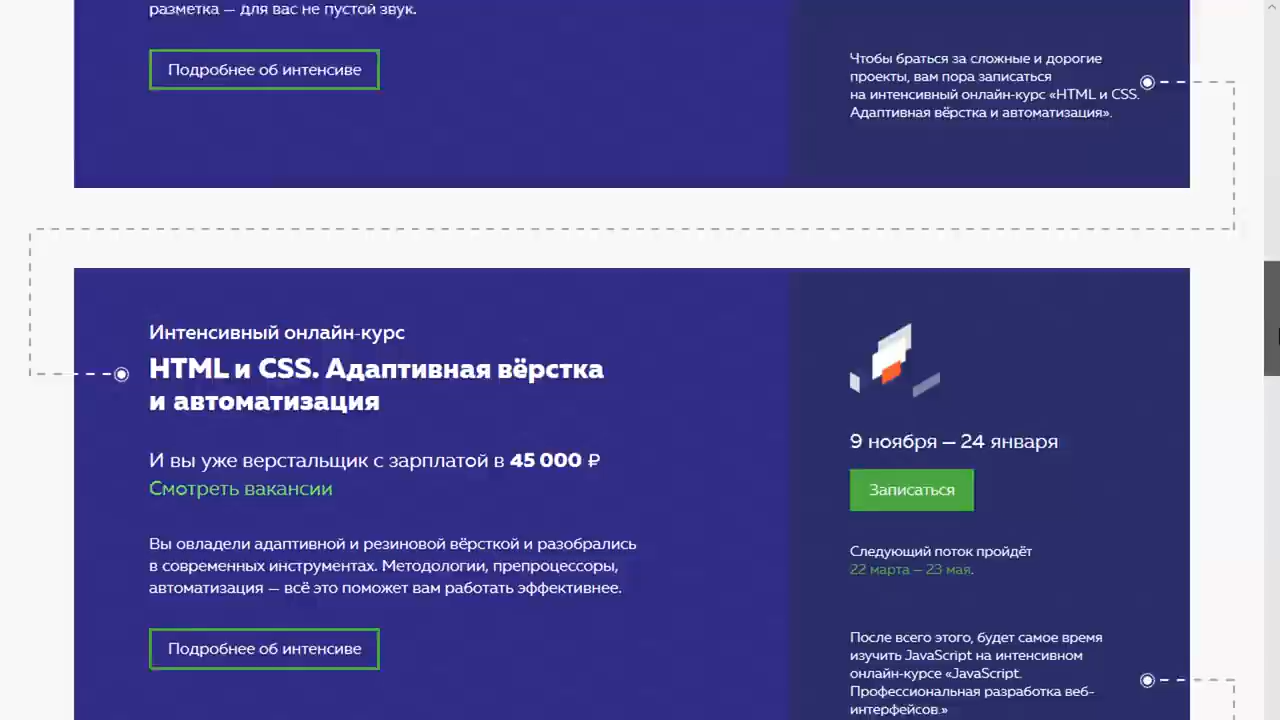 разметка — для вас не пустой звук.
Подробнее об интенсиве
Чтобы браться за сложные и дорогие
проекты, вам пора записаться
на интенсивный онлайн-курс «HTML и CSS.
Адаптивная вёрстка и автоматизация».
Интенсивный онлайн-курс
HTML и CSS. Адаптивная вёрстка
и автоматизация
И вы уже верстальщик с зарплатой в 45 000 ₽
Смотреть вакансии
Вы овладели адаптивной и резиновой вёрсткой и разобрались
в современных инструментах. Методологии, препроцессоры,
автоматизация — всё это поможет вам работать эффективнее.
Подробнее об интенсиве
9 ноября — 24 января
Записаться
Следующий поток пройдёт
22 марта — 23 мая.
После всего этого, будет самое время
изучить JavaScript на интенсивном
онлайн-курсе «JavaScript.
Профессиональная разработка веб-
интерфейсов.»